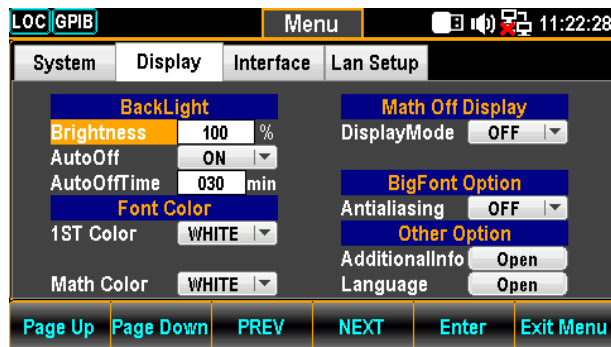 LOC GPIB Menu 11:22:28
System Display Interface Lan Setup
BackLight
Brightness 100 %
AutoOff ON
AutoOffTime 030 min
Font Color
1ST Color WHITE
Math Color WHITE
Math Off Display
DisplayMode OFF
BigFont Option
Antialiasing OFF
Other Option
AdditionalInfo Open
Language Open
Page Up Page Down PREV NEXT Enter Exit Menu